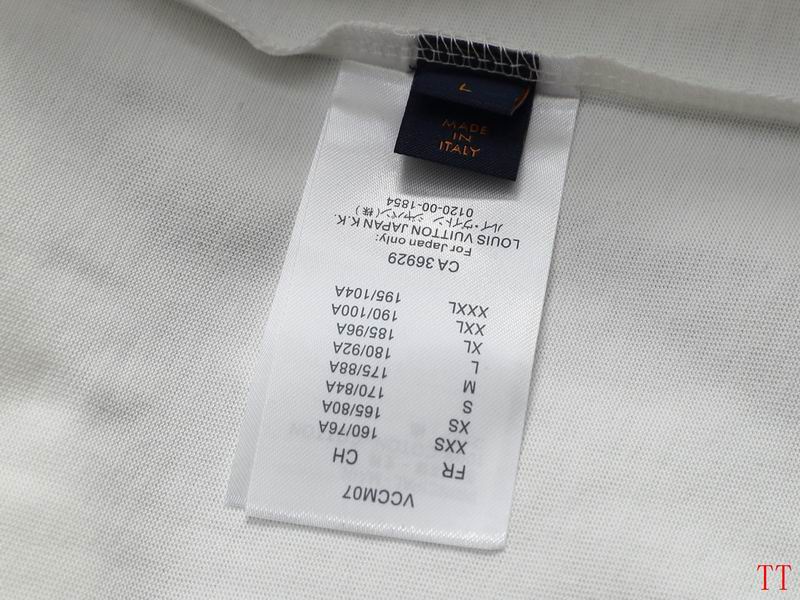 L
MADE
IN
ITALY
VCCM07
FR CH
XXS 160/76A
XS 165/80A
S 170/84A
M 175/88A
L 180/92A
XL 185/96A
XXL 190/100A
XXXL 195/104A
CA 36929
For Japan only:
LOUIS VUITTON JAPAN K.K.
ルイ・ヴィトン ジャパン(株)
0120-00-1854
TT